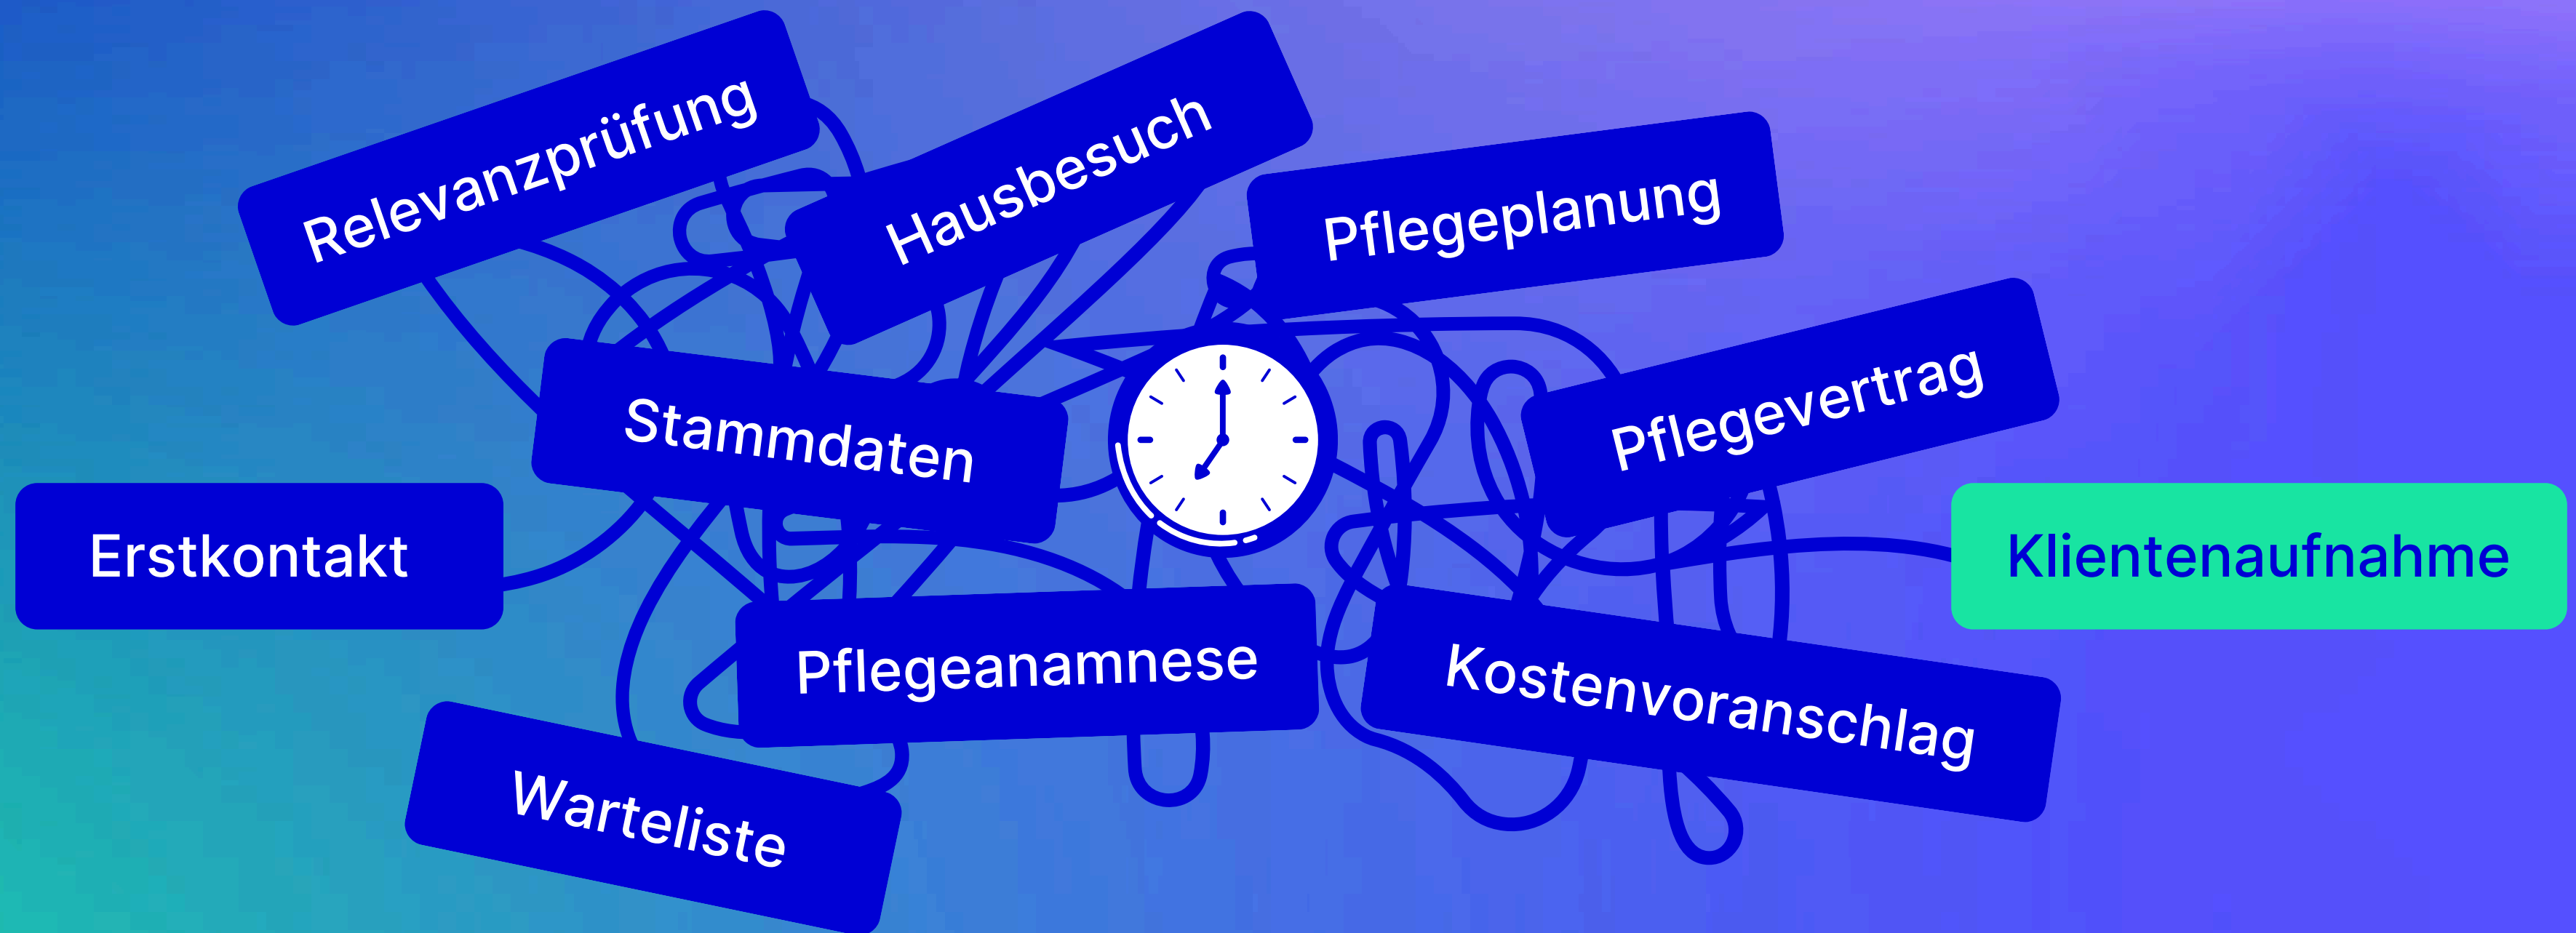 Relevanzprüfung
Hausbesuch
Pflegeplanung
Stammdaten
Pflegevertrag
Erstkontakt
Klientenaufnahme
Pflegeanamnese
Kostenvoranschlag
Warteliste